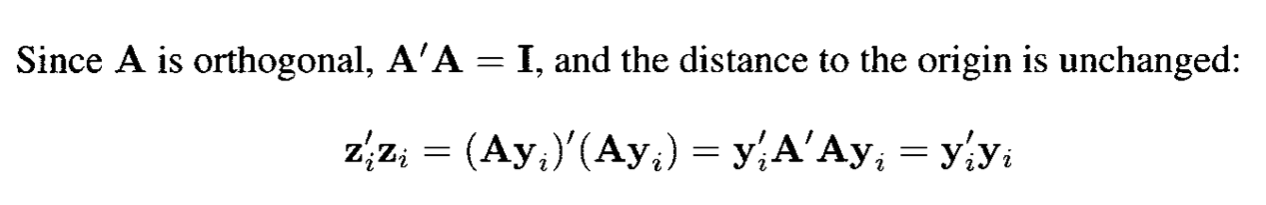 Since A is orthogonal, A′A = I, and the distance to the origin is unchanged:
z′ᵢzᵢ = (Ayᵢ)′(Ayᵢ) = y′ᵢA′Ayᵢ = y′ᵢyᵢ